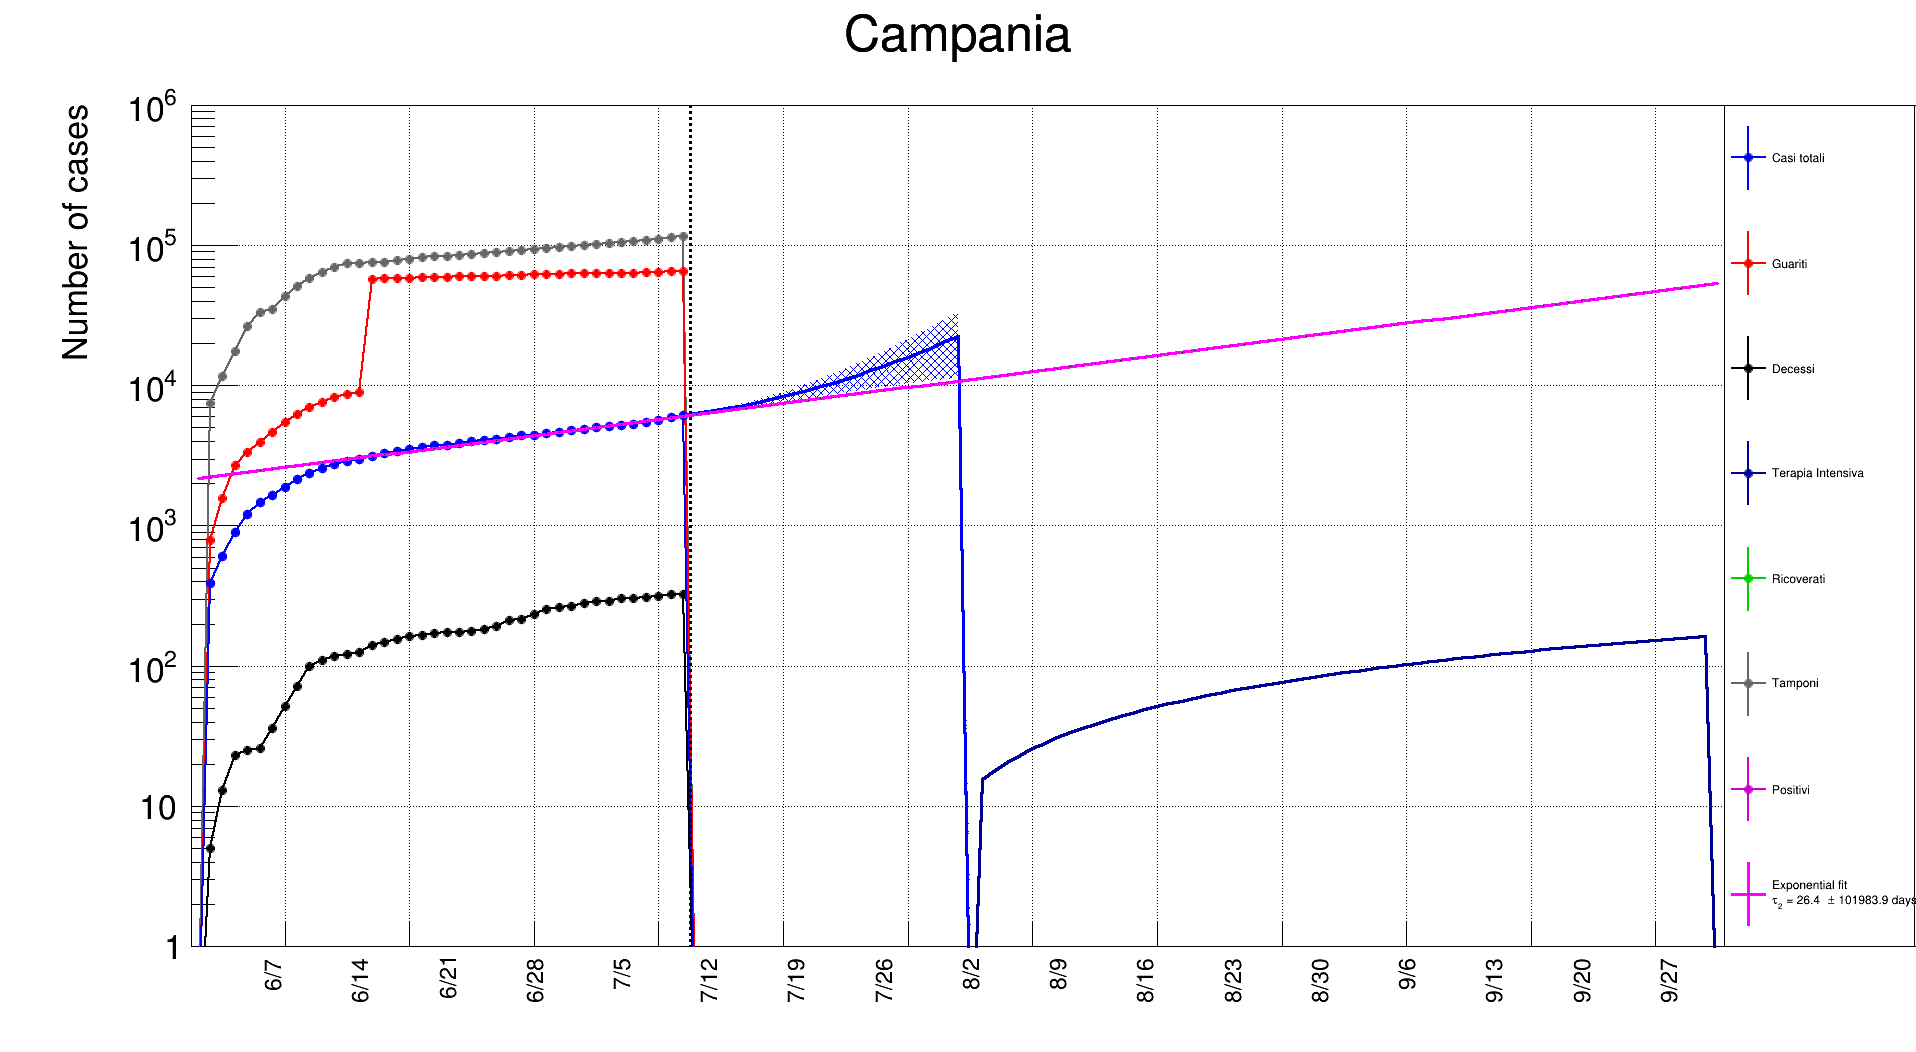 Campania
Number of cases
10^6
10^5
10^4
10^3
10^2
10
1
6/7
6/14
6/21
6/28
7/5
7/12
7/19
7/26
8/2
8/9
8/16
8/23
8/30
9/6
9/13
9/20
9/27
Casi totali
Guariti
Decessi
Terapia Intensiva
Ricoverati
Tamponi
Positivi
Exponential fit
τ_2 = 26.4 ± 101983.9 days